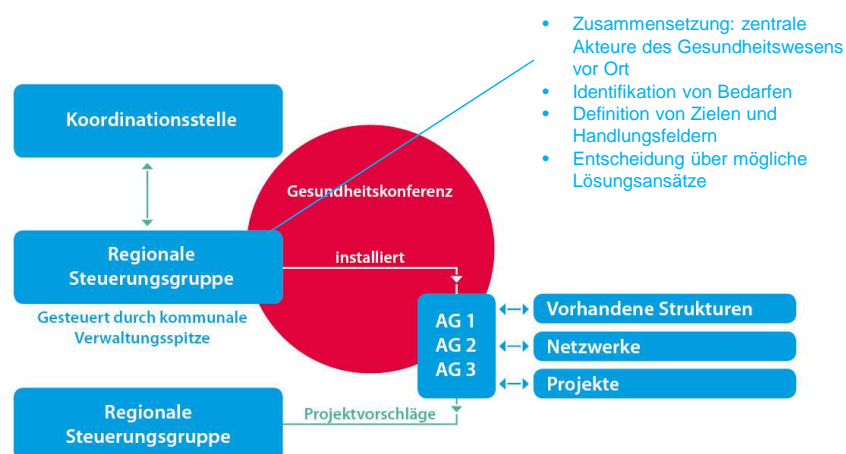 • Zusammensetzung: zentrale
Akteure des Gesundheitswesens
vor Ort
• Identifikation von Bedarfen
• Definition von Zielen und
Handlungsfeldern
• Entscheidung über mögliche
Lösungsansätze
Koordinationsstelle
Gesundheitskonferenz
Regionale
Steuerungsgruppe
installiert
Gesteuert durch kommunale
Verwaltungsspitze
AG 1
AG 2
AG 3
Vorhandene Strukturen
Netzwerke
Projekte
Regionale
Steuerungsgruppe
Projektvorschläge